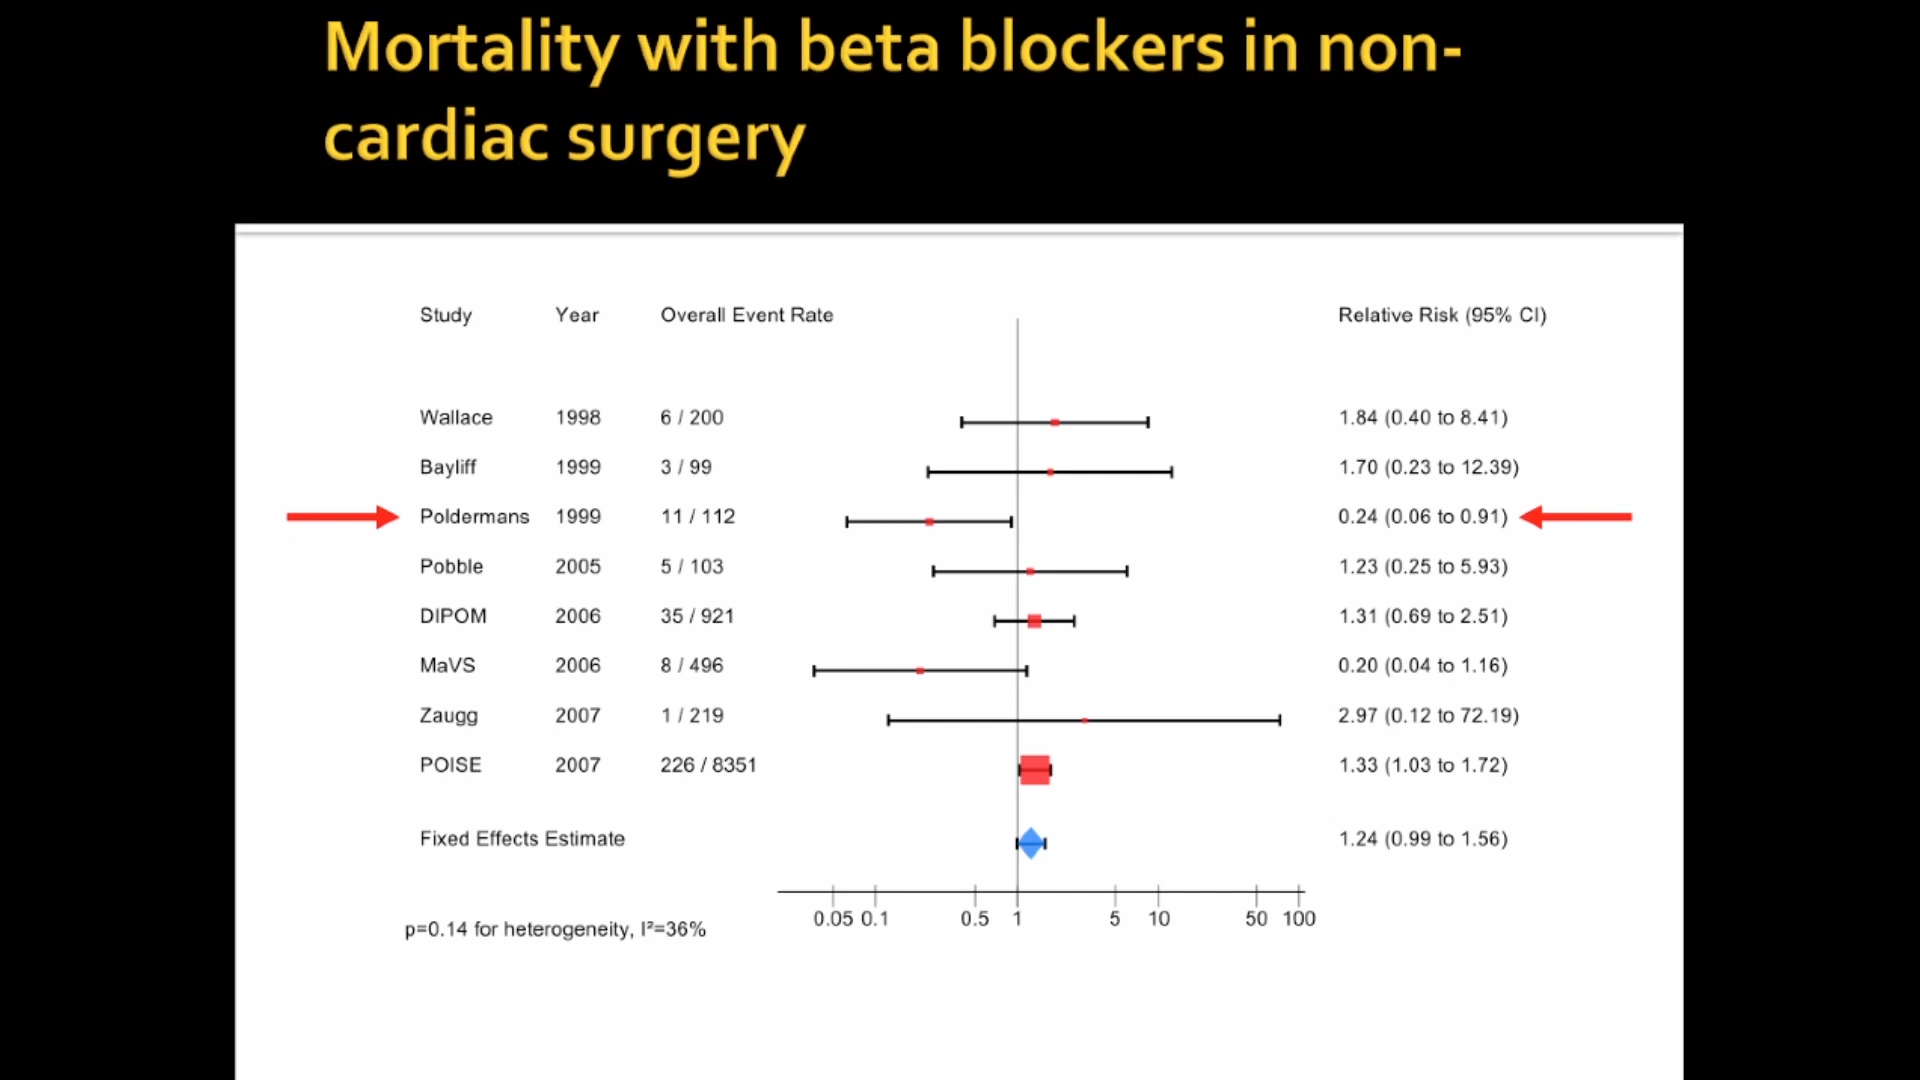 Mortality with beta blockers in non-
cardiac surgery
Study Year Overall Event Rate Relative Risk (95% CI)
Wallace 1998 6 / 200 1.84 (0.40 to 8.41)
Bayliff 1999 3 / 99 1.70 (0.23 to 12.39)
Poldermans 1999 11 / 112 0.24 (0.06 to 0.91)
Pobble 2005 5 / 103 1.23 (0.25 to 5.93)
DIPOM 2006 35 / 921 1.31 (0.69 to 2.51)
MaVS 2006 8 / 496 0.20 (0.04 to 1.16)
Zaugg 2007 1 / 219 2.97 (0.12 to 72.19)
POISE 2007 226 / 8351 1.33 (1.03 to 1.72)
Fixed Effects Estimate 1.24 (0.99 to 1.56)
0.05 0.1 0.5 1 5 10 50 100
p=0.14 for heterogeneity, I²=36%